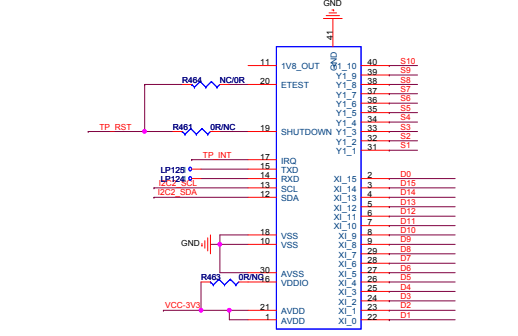 GND
41
GND
11 1V8_OUT Y1_10 40 S10
Y1_9 39 S9
R464 NC/0R 20 ETEST Y1_8 38 S8
Y1_7 37 S7
Y1_6 36 S6
Y1_5 35 S5
Y1_4 34 S4
TP_RST R461 0R/NC 19 SHUTDOWN Y1_3 33 S3
Y1_2 32 S2
Y1_1 31 S1
TP_INT 17 IRQ
LP125 15 TXD
LP124 14 RXD XI_15 2 D0
I2C2_SCL 13 SCL XI_14 3 D15
I2C2_SDA 12 SDA XI_13 4 D14
XI_12 5 D13
XI_11 6 D12
XI_10 7 D11
18 VSS XI_9 8 D10
GND 10 VSS XI_8 9 D9
XI_7 29 D8
XI_6 28 D7
30 AVSS XI_5 27 D6
R463 0R/NC 16 VDDIO XI_4 26 D5
XI_3 25 D4
XI_2 24 D3
VCC-3V3 21 AVDD XI_1 23 D2
1 AVDD XI_0 22 D1